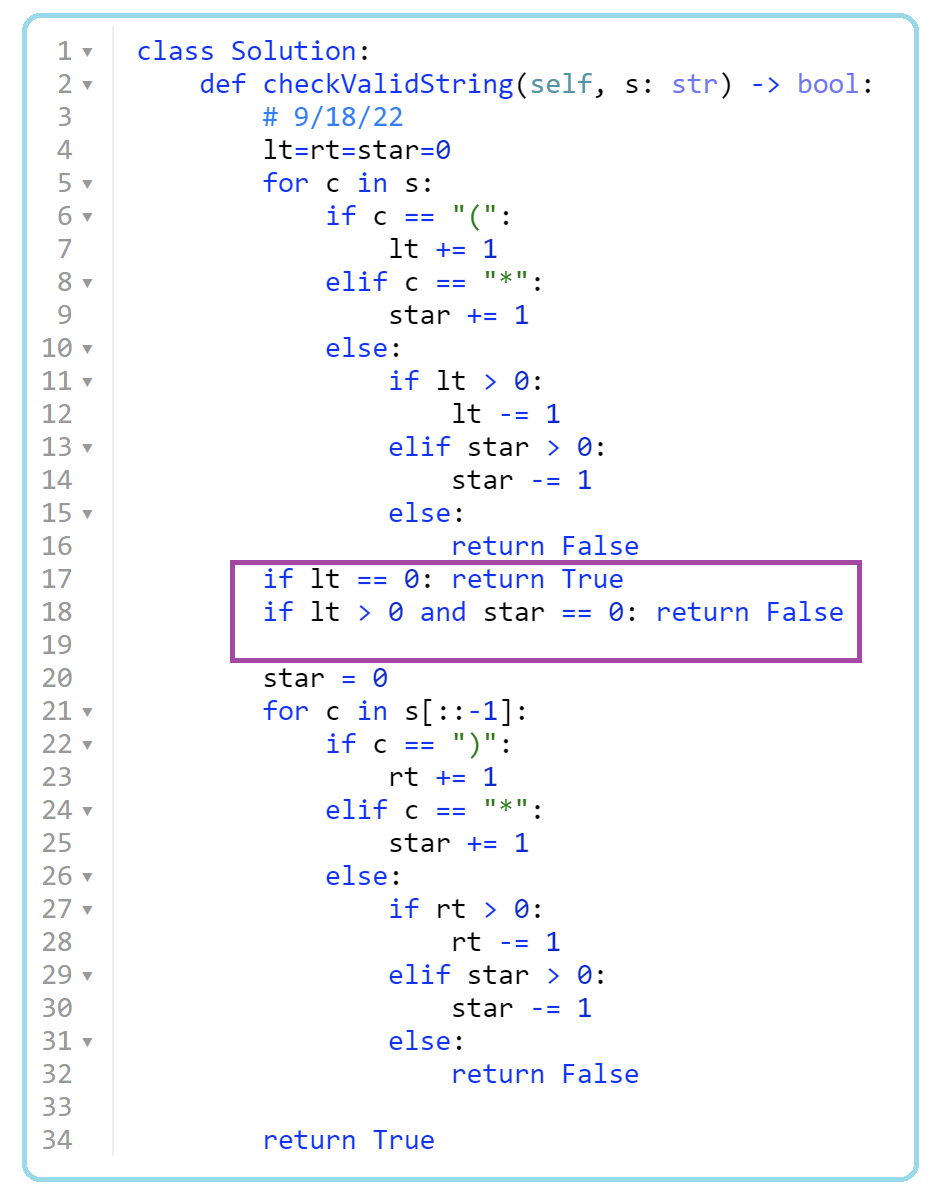 1 class Solution:
2     def checkValidString(self, s: str) -> bool:
3         # 9/18/22
4         lt=rt=star=0
5         for c in s:
6             if c == "(":
7                 lt += 1
8             elif c == "*":
9                 star += 1
10             else:
11                 if lt > 0:
12                     lt -= 1
13                 elif star > 0:
14                     star -= 1
15                 else:
16                     return False
17         if lt == 0: return True
18         if lt > 0 and star == 0: return False
19
20         star = 0
21         for c in s[::-1]:
22             if c == ")":
23                 rt += 1
24             elif c == "*":
25                 star += 1
26             else:
27                 if rt > 0:
28                     rt -= 1
29                 elif star > 0:
30                     star -= 1
31                 else:
32                     return False
33
34         return True